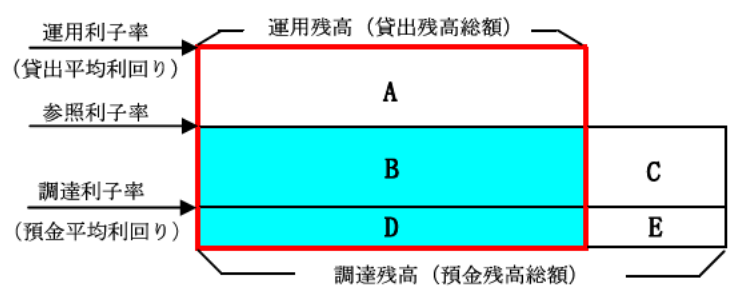 運用利子率
運用残高（貸出残高総額）
(貸出平均利回り)
A
参照利子率
B
C
調達利子率
(預金平均利回り)
D
E
調達残高（預金残高総額）